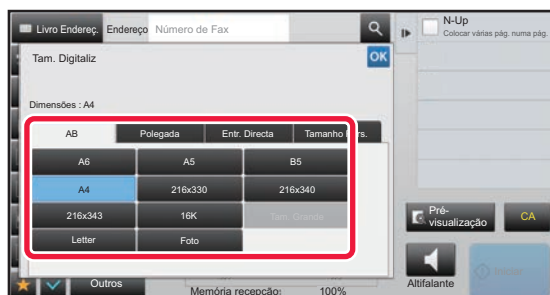 Livro Endereç. Endereço Número de Fax
N-Up
Colocar várias pág. numa pág.
Tam. Digitaliz
OK
Dimensões : A4
AB Polegada Entr. Directa Tamanho Pers.
A6 A5 B5
A4 216x330 216x340
216x343 16K Tam. Grande
Letter Foto
Pré-visualização CA
Outros
Memória recepção: 100%
Altifalante